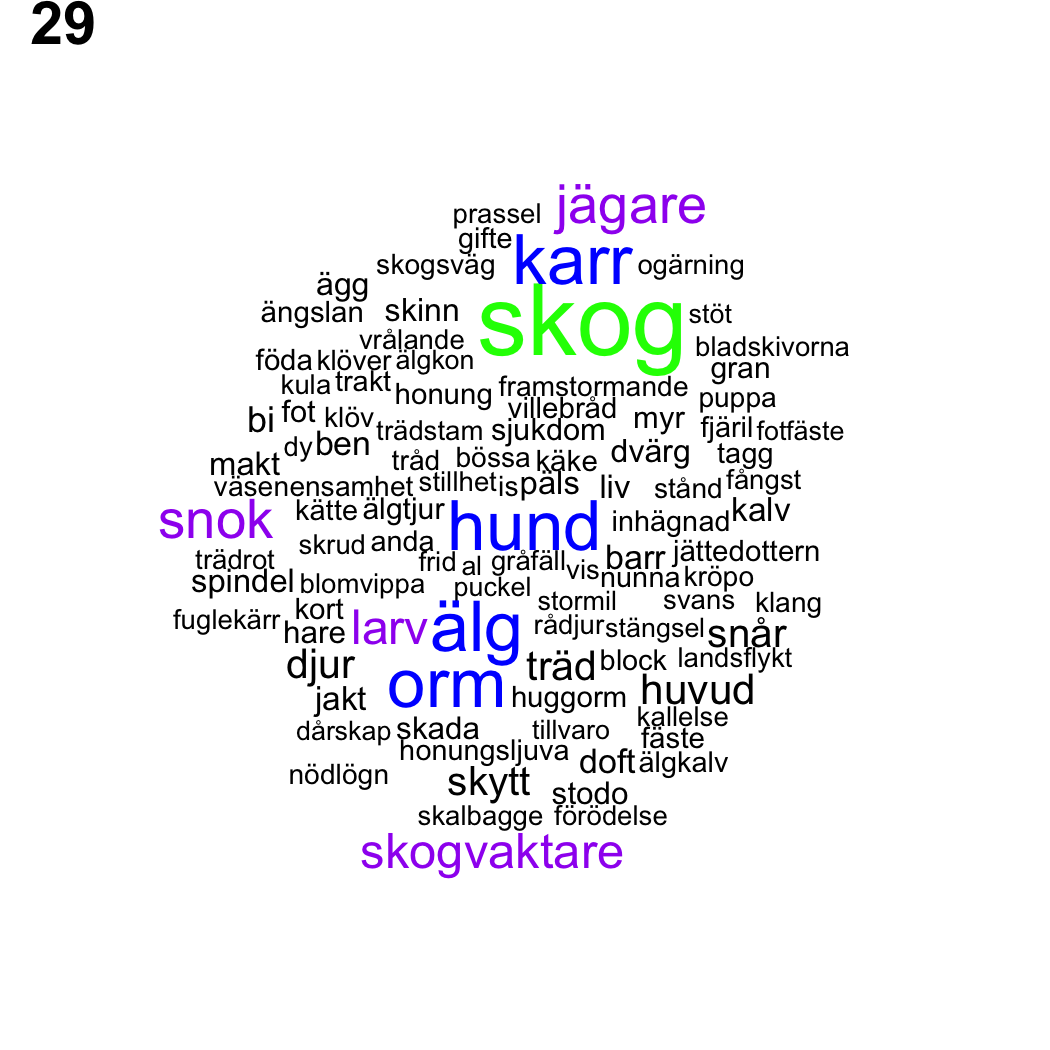 29
prassel jägare
gifte karr
skogsväg ogärning
ägg skinn skog stöt
ängslan
vrålande bladskivorna
föda klöver älgkon gran
kula trakt honung framstormande puppa
bi fot klöv villebråd myr fjäril fotfäste
trädstam sjukdom
dy ben tråd bössa käke dvärg tagg
makt
väsen ensamhet stillhet is päls liv stånd fångst
snok kätte älgtjur hund inhägnad kalv
skrud anda
trädrot frid al gråfäll vis barr jättedottern
spindel blomvippa puckel nunna kröpo
kort stormil svans klang
fuglekärr hare larv älg rådjur stängsel snår
djur träd block landsflykt
jakt orm huggorm huvud
dårskap skada tillvaro kallelse
fäste
honungsljuva doft älgkalv
nödlögn skytt stodo
skalbagge förödelse
skogvaktare